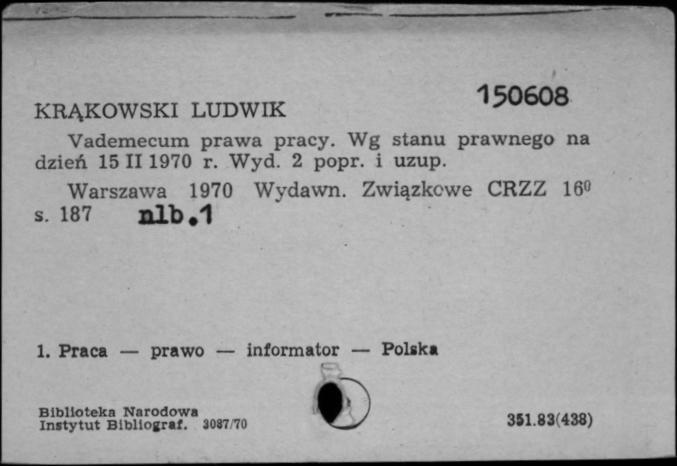 150608
KRĄKOWSKI LUDWIK
Vademecum prawa pracy. Wg stanu prawnego na
dzień 15 II 1970 r. Wyd. 2 popr. i uzup.
Warszawa 1970 Wydawn. Związkowe CRZZ 16⁰
s. 187 nlb.1
1. Praca — prawo — informator — Polska
Biblioteka Narodowa
Instytut Bibliograf. 3087/70
351.83(438)